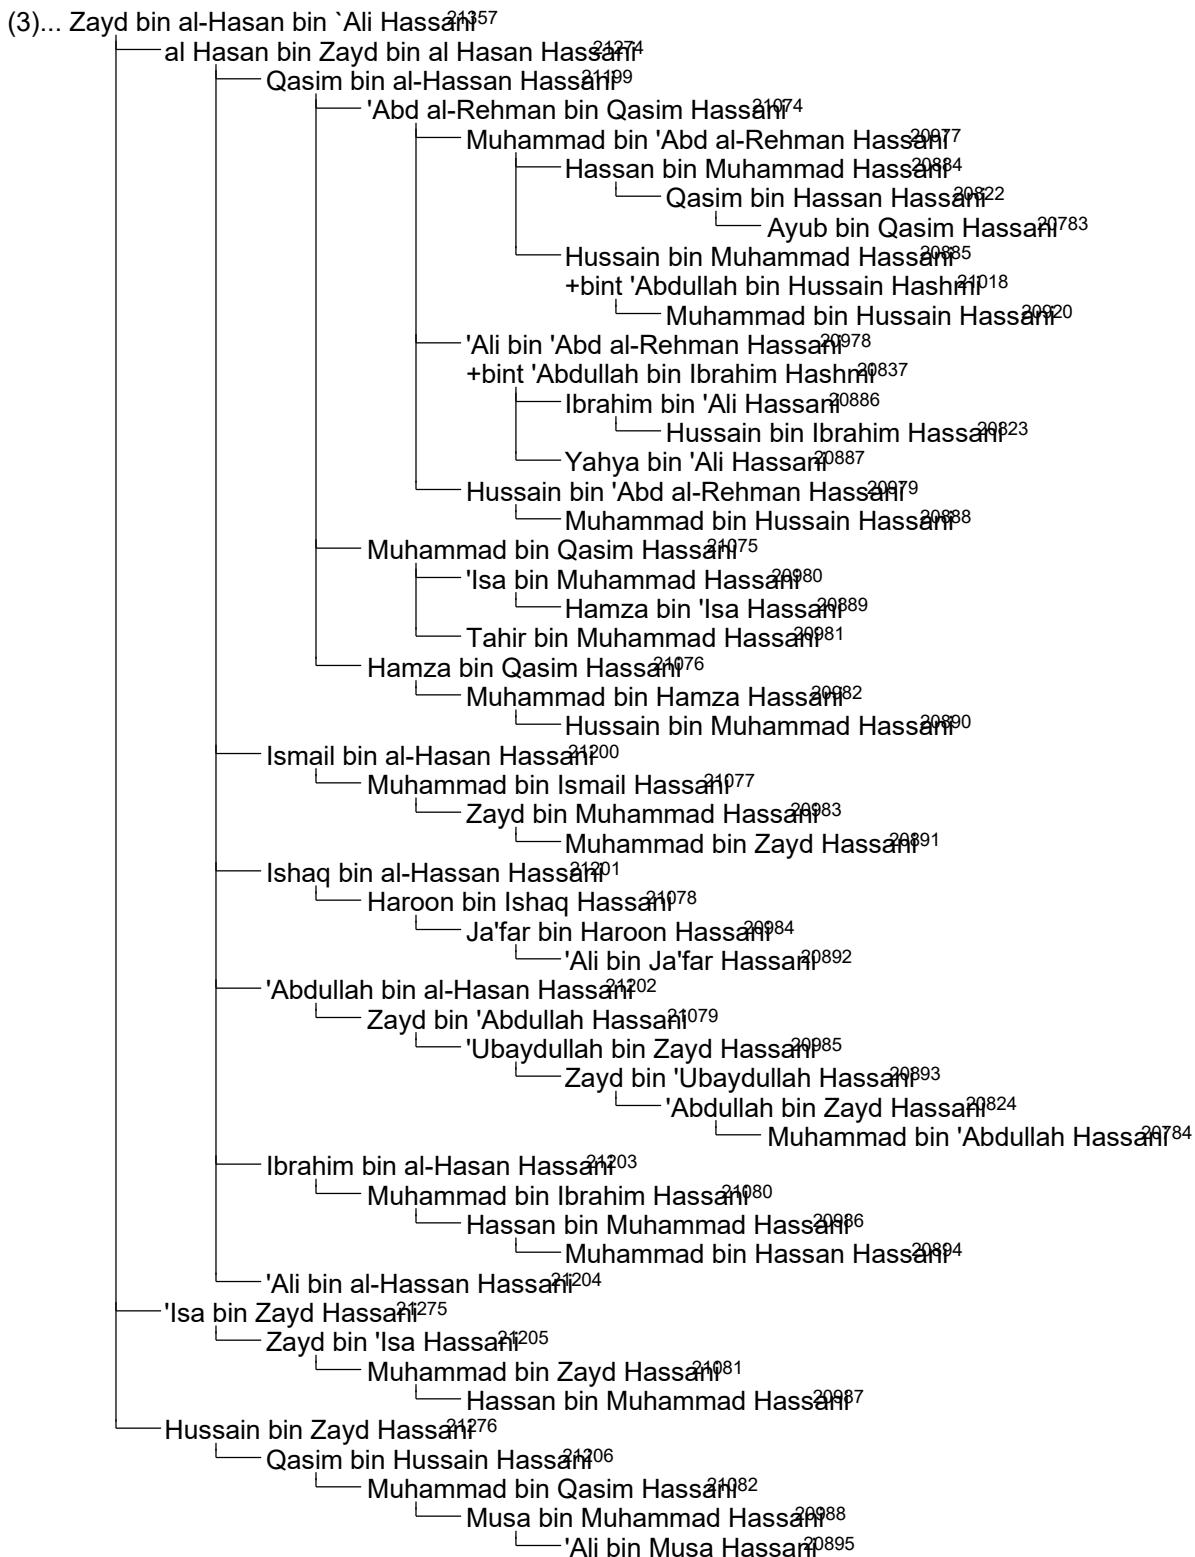 (3)... Zayd bin al-Hasan bin `Ali Hassani21357
al Hasan bin Zayd bin al Hasan Hassani21274
Qasim bin al-Hassan Hassani21199
'Abd al-Rehman bin Qasim Hassani21074
Muhammad bin 'Abd al-Rehman Hassani20977
Hassan bin Muhammad Hassani20884
Qasim bin Hassan Hassani20822
Ayub bin Qasim Hassani20783
Hussain bin Muhammad Hassani20885
+bint 'Abdullah bin Hussain Hashmi21018
Muhammad bin Hussain Hassani20920
'Ali bin 'Abd al-Rehman Hassani20978
+bint 'Abdullah bin Ibrahim Hashmi20837
Ibrahim bin 'Ali Hassani20886
Hussain bin Ibrahim Hassani20823
Yahya bin 'Ali Hassani20887
Hussain bin 'Abd al-Rehman Hassani20979
Muhammad bin Hussain Hassani20888
Muhammad bin Qasim Hassani21075
'Isa bin Muhammad Hassani20980
Hamza bin 'Isa Hassani20889
Tahir bin Muhammad Hassani20981
Hamza bin Qasim Hassani21076
Muhammad bin Hamza Hassani20982
Hussain bin Muhammad Hassani20890
Ismail bin al-Hasan Hassani21200
Muhammad bin Ismail Hassani21077
Zayd bin Muhammad Hassani20983
Muhammad bin Zayd Hassani20891
Ishaq bin al-Hassan Hassani21201
Haroon bin Ishaq Hassani21078
Ja'far bin Haroon Hassani20984
'Ali bin Ja'far Hassani20892
'Abdullah bin al-Hasan Hassani21202
Zayd bin 'Abdullah Hassani21079
'Ubaydullah bin Zayd Hassani20985
Zayd bin 'Ubaydullah Hassani20893
'Abdullah bin Zayd Hassani20824
Muhammad bin 'Abdullah Hassani20784
Ibrahim bin al-Hasan Hassani21203
Muhammad bin Ibrahim Hassani21080
Hassan bin Muhammad Hassani20986
Muhammad bin Hassan Hassani20894
'Ali bin al-Hassan Hassani21204
'Isa bin Zayd Hassani21275
Zayd bin 'Isa Hassani21205
Muhammad bin Zayd Hassani21081
Hassan bin Muhammad Hassani20987
Hussain bin Zayd Hassani21276
Qasim bin Hussain Hassani21206
Muhammad bin Qasim Hassani21082
Musa bin Muhammad Hassani20988
'Ali bin Musa Hassani20895